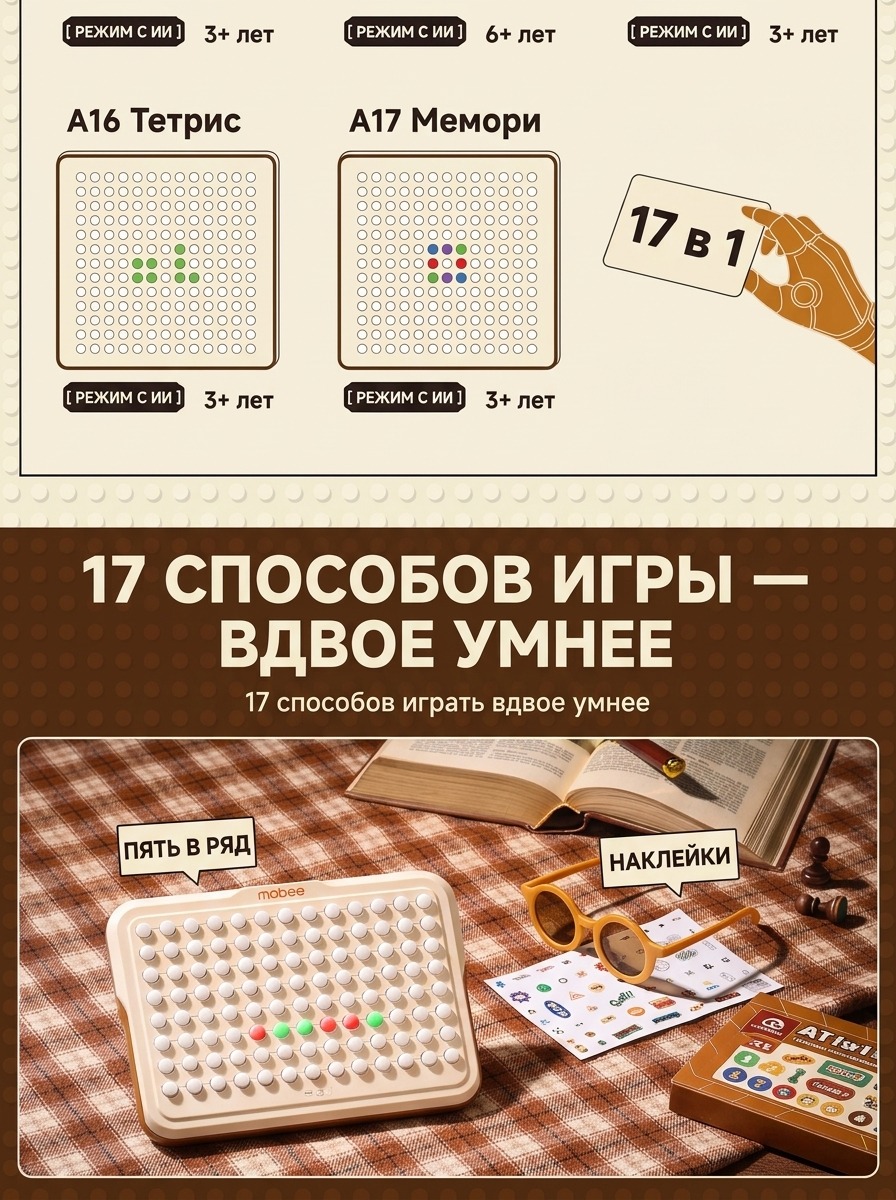 [ РЕЖИМ С ИИ ] 3+ лет
[ РЕЖИМ С ИИ ] 6+ лет
[ РЕЖИМ С ИИ ] 3+ лет
А16 Тетрис
А17 Мемори
17 в 1
[ РЕЖИМ С ИИ ] 3+ лет
[ РЕЖИМ С ИИ ] 3+ лет
17 СПОСОБОВ ИГРЫ —
ВДВОЕ УМНЕЕ
17 способов играть вдвое умнее
ПЯТЬ В РЯД
НАКЛЕЙКИ
mobee